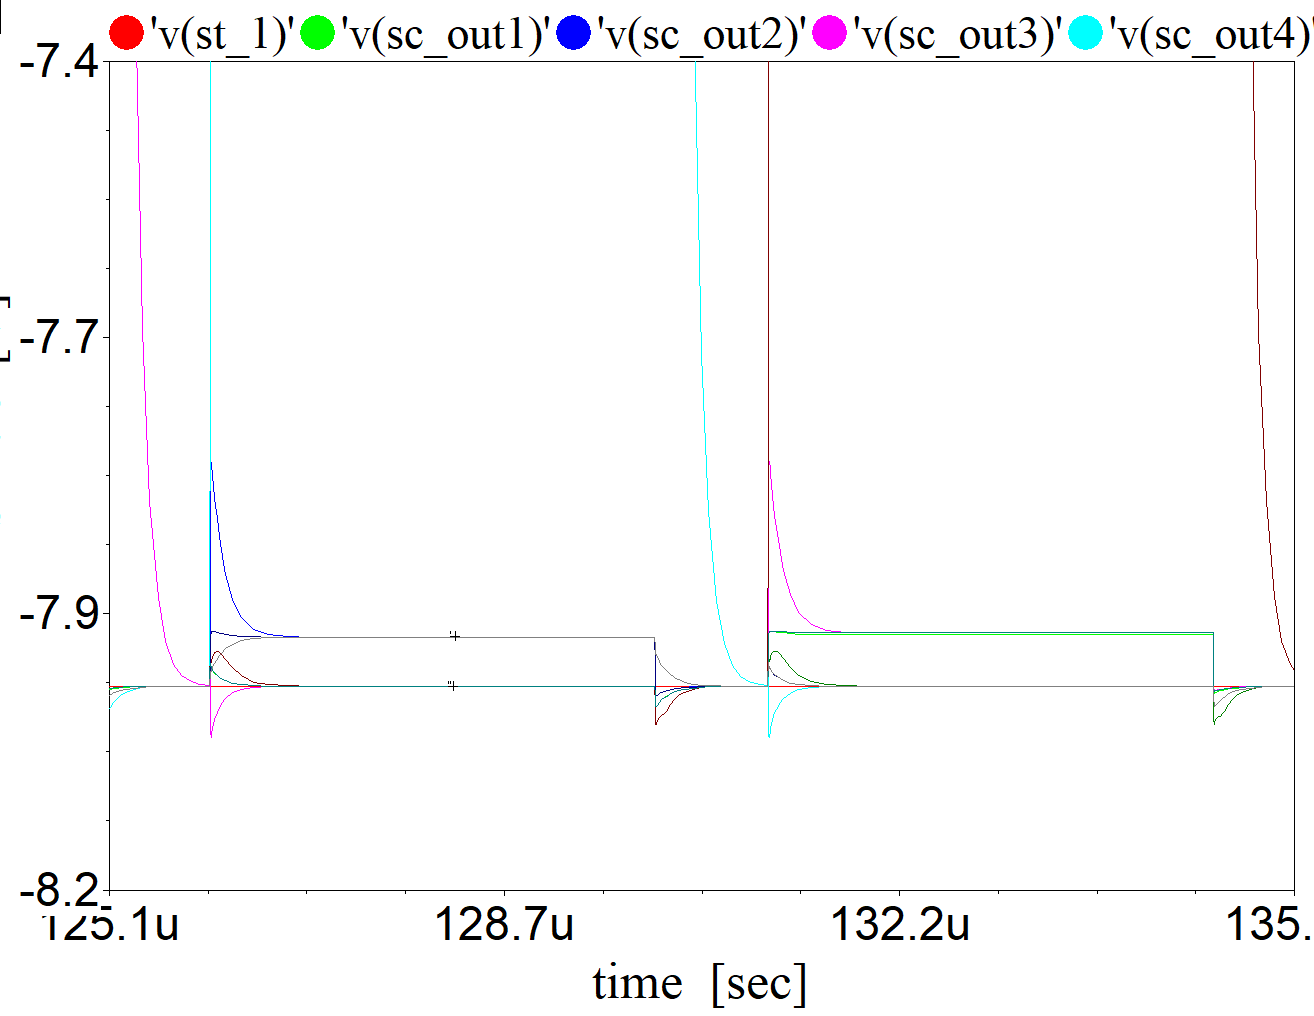 'v(st_1)' 'v(sc_out1)' 'v(sc_out2)' 'v(sc_out3)' 'v(sc_out4)'
-7.4
-7.7
-7.9
-8.2
125.1u 128.7u 132.2u 135.
time [sec]